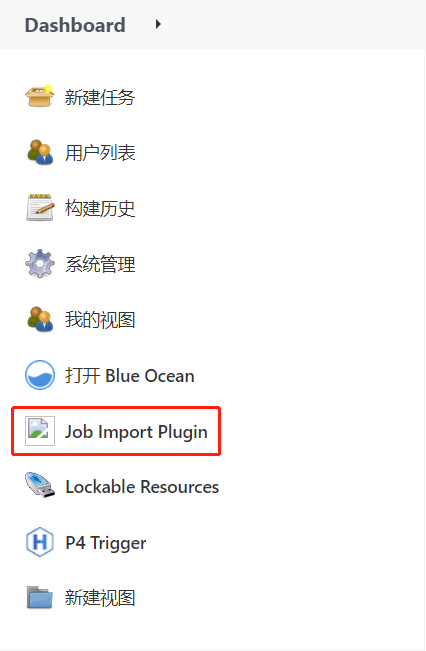 Dashboard
新建任务
用户列表
构建历史
系统管理
我的视图
打开 Blue Ocean
Job Import Plugin
Lockable Resources
P4 Trigger
新建视图